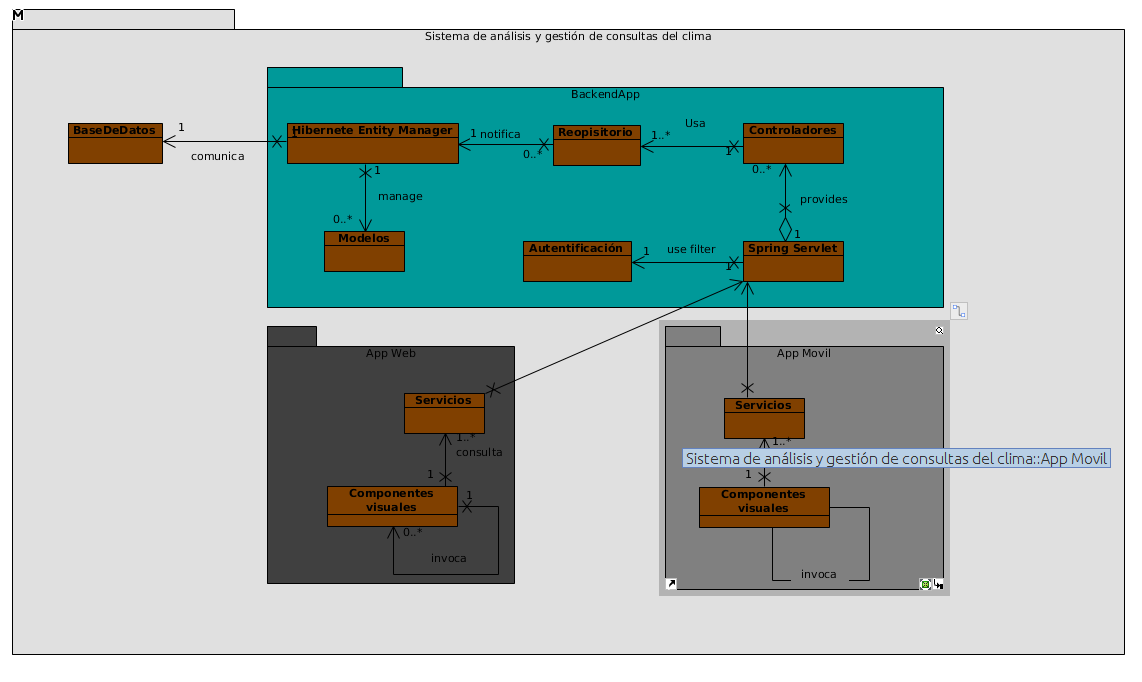 M
Sistema de análisis y gestión de consultas del clima
BackendApp
BaseDeDatos
1
comunica
1
Hibernete Entity Manager
1 notifica
0..*
Reopisitorio
1..*
Usa
1
Controladores
1
manage
0..*
Modelos
0..*
provides
1
Autentificación
1
use filter
1
Spring Servlet
App Web
Servicios
1..*
consulta
1
Componentes
visuales
1
0..*
invoca
App Movil
Servicios
1..*
Sistema de análisis y gestión de consultas del clima::App Movil
1
Componentes
visuales
invoca